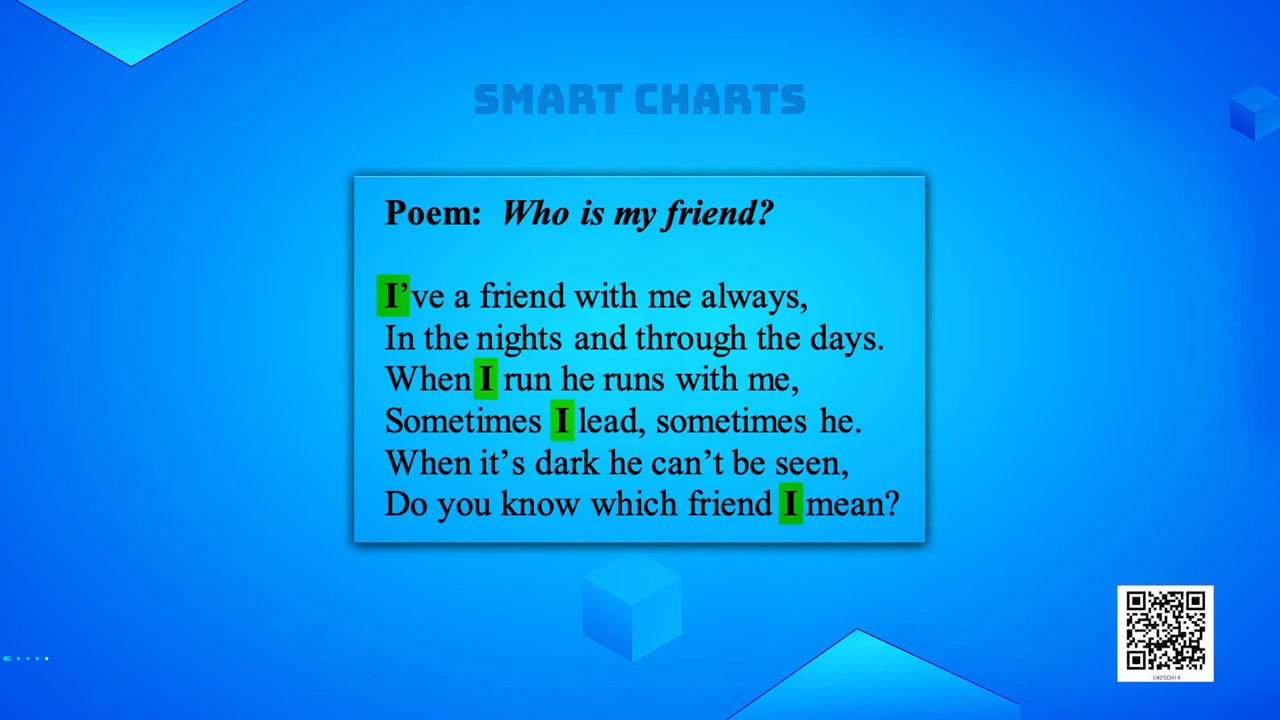 SMART CHARTS
Poem: Who is my friend?
I’ve a friend with me always,
In the nights and through the days.
When I run he runs with me,
Sometimes I lead, sometimes he.
When it’s dark he can’t be seen,
Do you know which friend I mean?